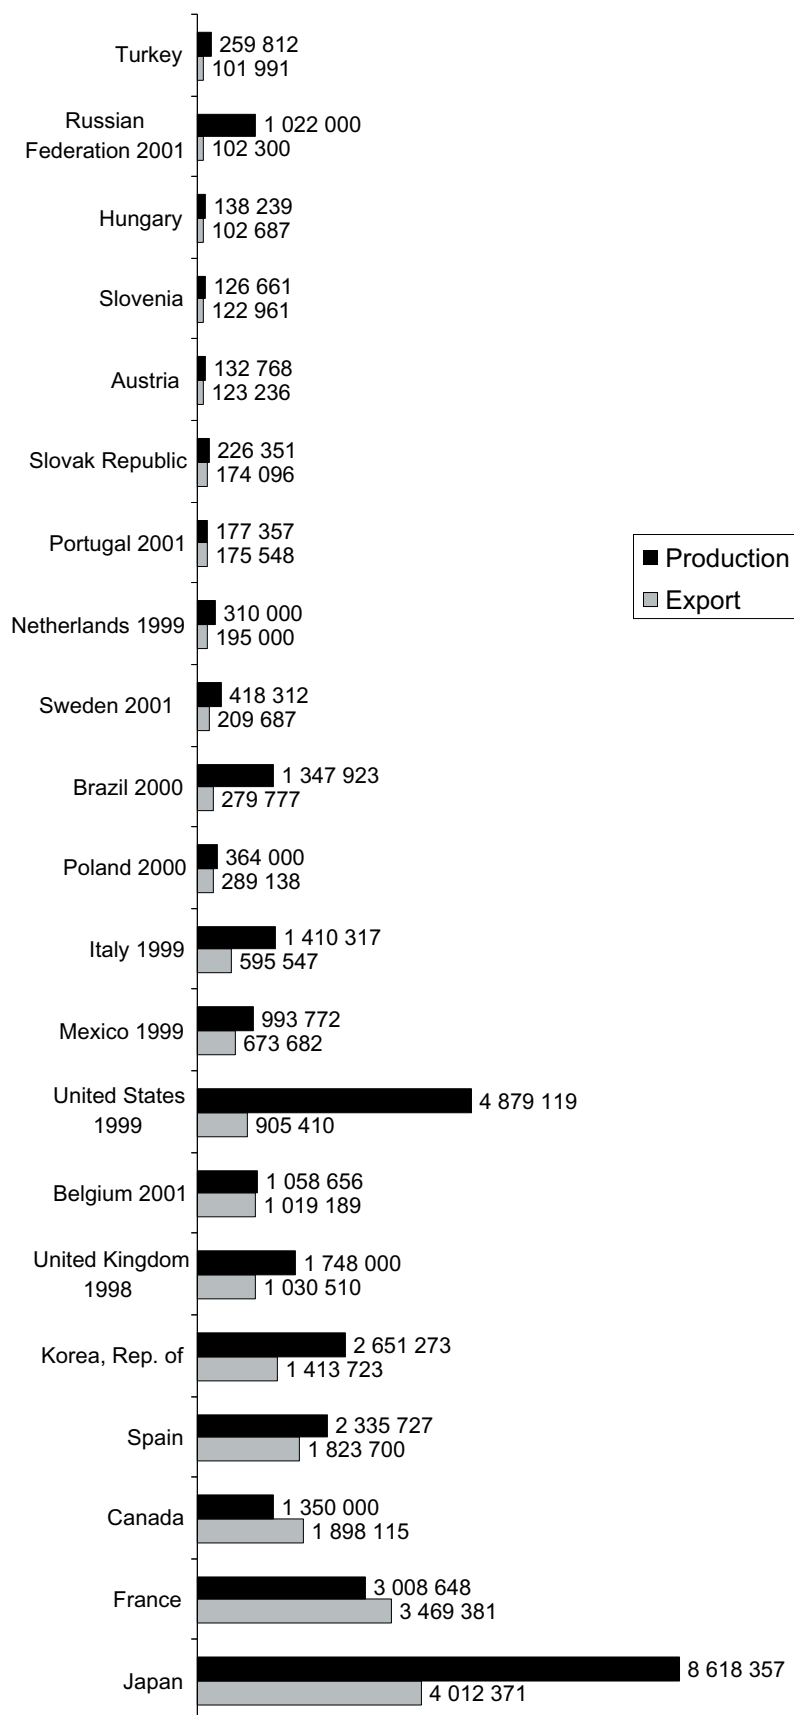 Turkey
259 812
101 991
Russian
Federation 2001
1 022 000
102 300
Hungary
138 239
102 687
Slovenia
126 661
122 961
Austria
132 768
123 236
Slovak Republic
226 351
174 096
Portugal 2001
177 357
175 548
Production
Export
Netherlands 1999
310 000
195 000
Sweden 2001
418 312
209 687
Brazil 2000
1 347 923
279 777
Poland 2000
364 000
289 138
Italy 1999
1 410 317
595 547
Mexico 1999
993 772
673 682
United States
1999
4 879 119
905 410
Belgium 2001
1 058 656
1 019 189
United Kingdom
1998
1 748 000
1 030 510
Korea, Rep. of
2 651 273
1 413 723
Spain
2 335 727
1 823 700
Canada
1 350 000
1 898 115
France
3 008 648
3 469 381
Japan
8 618 357
4 012 371